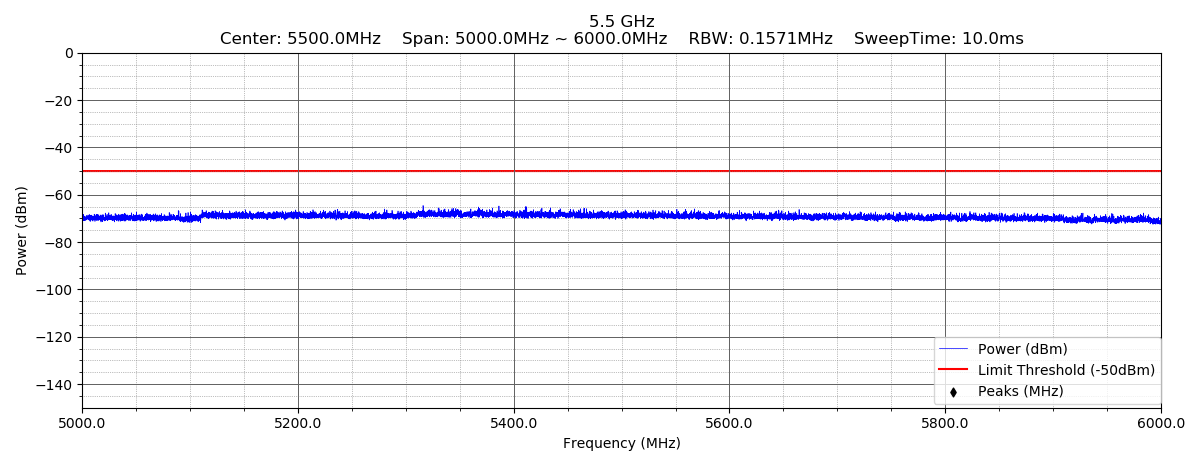 5.5 GHz
Center: 5500.0MHz    Span: 5000.0MHz ~ 6000.0MHz    RBW: 0.1571MHz    SweepTime: 10.0ms
0
−20
−40
−60
−80
−100
−120
−140
Power (dBm)
Power (dBm)
Limit Threshold (-50dBm)
Peaks (MHz)
5000.0 5200.0 5400.0 5600.0 5800.0 6000.0
Frequency (MHz)